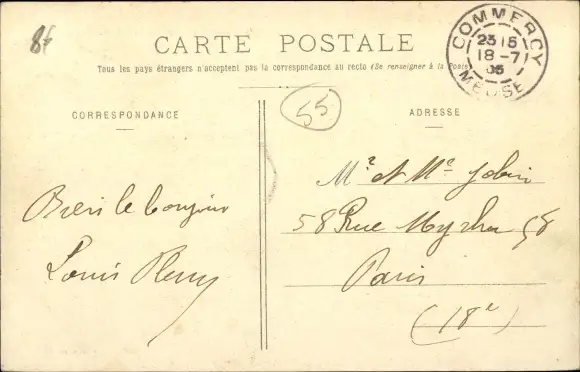 8f
CARTE POSTALE
Tous les pays étrangers n'acceptent pas la correspondance au recto (Se renseigner à la Poste
COMMERCY
23 15
18 -7
05
MEUSE
55
CORRESPONDANCE
ADRESSE
Bien le bonjour
Louis
Mr et Me Jobin
58 Rue Myrha 58
Paris
(18e)